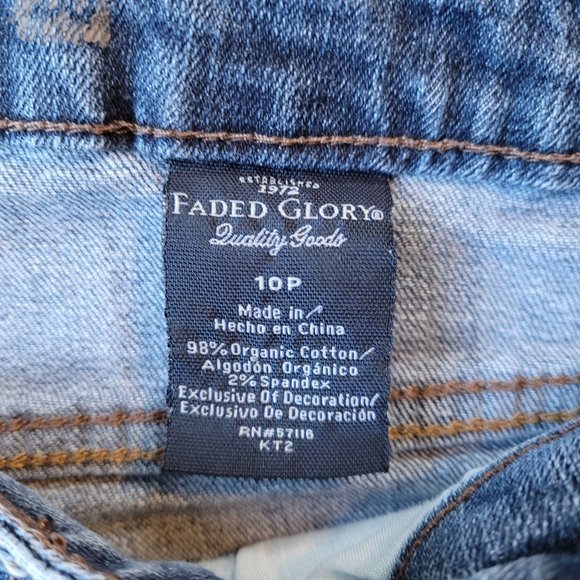 ESTABLISHED
1972
FADED GLORY®
Quality Goods
10P
Made in/
Hecho en China
98% Organic Cotton/
Algodón Orgánico
2% Spandex
Exclusive Of Decoration/
Exclusivo De Decoración
RN#57116
KT2